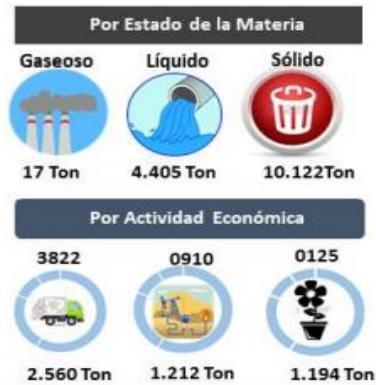 Por Estado de la Materia
Gaseoso Líquido Sólido
17 Ton 4.405 Ton 10.122Ton
Por Actividad Económica
3822 0910 0125
2.560 Ton 1.212 Ton 1.194 Ton